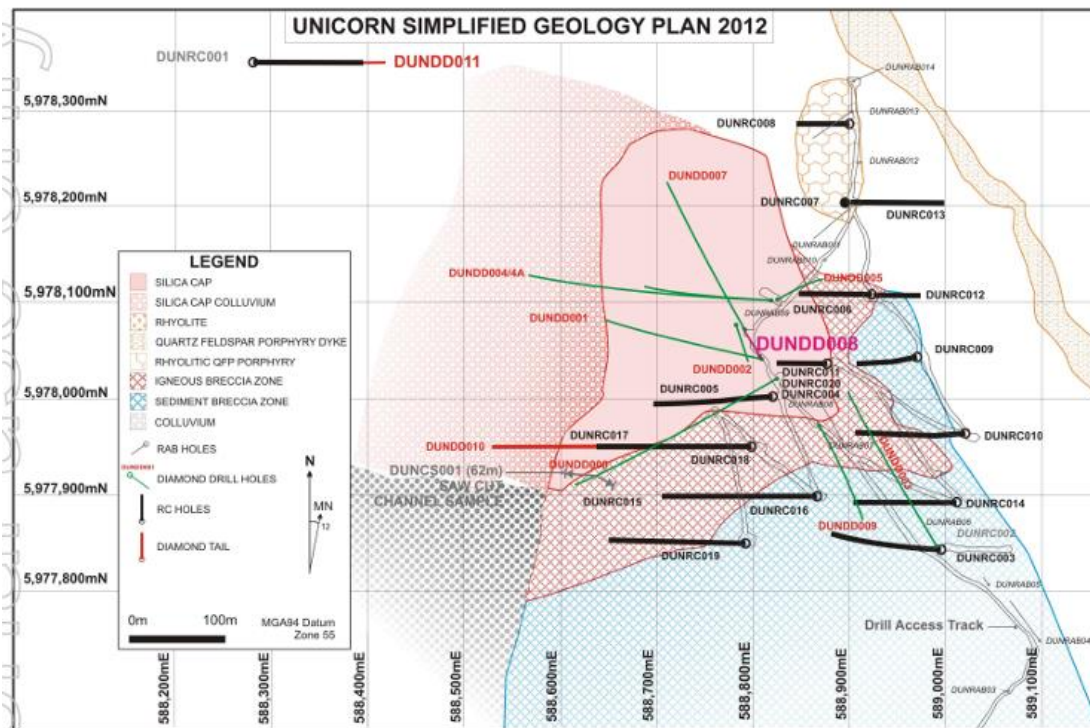 UNICORN SIMPLIFIED GEOLOGY PLAN 2012
DUNRC001
DUNDD011
DUNRAB014
5,978,300mN
DUNRC008
DUNRAB013
DUNRAB012
DUNDD007
5,978,200mN
DUNRC007
DUNRC013
DUNRAB010
LEGEND
SILICA CAP
SILICA CAP COLLUVIUM
RHYOLITE
QUARTZ FELDSPAR PORPHYRY DYKE
RHYOLITIC QFP PORPHYRY
IGNEOUS BRECCIA ZONE
SEDIMENT BRECCIA ZONE
COLLUVIUM
RAB HOLES
DIAMOND DRILL HOLES
RC HOLES
DIAMOND TAIL
N
MN
12
0m
100m
MGA94 Datum
Zone 55
DUNDD004/4A
DUNDD005
5,978,100mN
DUNRC006
DUNRC012
DUNRAB09
DUNDD001
DUNDD008
DUNRC009
DUNDD002
DUNRC011
DUNRC020
DUNRC004
DUNRC005
5,978,000mN
DUNRC017
DUNDD010
DUNRC018
DUNRC010
DUNCS001 (62m)
SAW CUT
CHANNEL SAMPLE
DUNRC015
5,977,900mN
DUNRC016
DUNRC014
DUNDD003
DUNDD009
DUNRC002
DUNRC003
DUNRC019
DUNRAB05
5,977,800mN
Drill Access Track
DUNRAB04
DUNRAB03
588,200mE
588,300mE
588,400mE
588,500mE
588,600mE
588,700mE
588,800mE
588,900mE
589,000mE
589,100mE